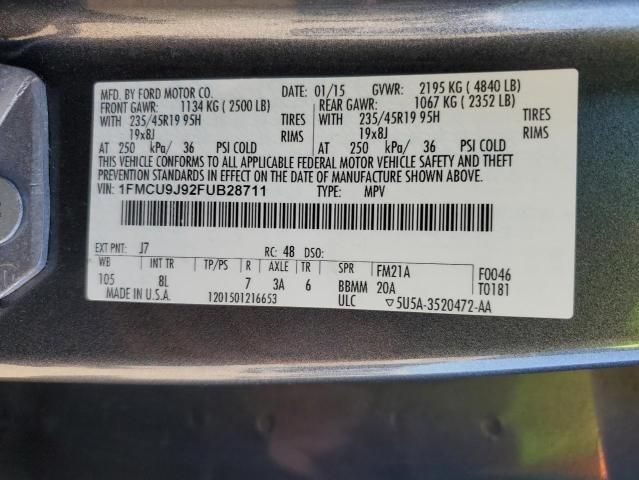 MFD. BY FORD MOTOR CO. DATE: 01/15 GVWR: 2195 KG ( 4840 LB)
FRONT GAWR: 1134 KG ( 2500 LB) REAR GAWR: 1067 KG ( 2352 LB)
WITH 235/45R19 95H TIRES WITH 235/45R19 95H TIRES
19x8J RIMS 19x8J RIMS
AT 250 kPa/ 36 PSI COLD AT 250 kPa/ 36 PSI COLD
THIS VEHICLE CONFORMS TO ALL APPLICABLE FEDERAL MOTOR VEHICLE SAFETY AND THEFT
PREVENTION STANDARDS IN EFFECT ON THE DATE OF MANUFACTURE SHOWN ABOVE.
VIN: 1FMCU9J92FUB28711 TYPE: MPV
EXT PNT: J7 RC: 48 DSO:
WB INT TR TP/PS R AXLE TR SPR FM21A F0046
105 8L 7 3A 6 BBMM 20A T0181
MADE IN U.S.A. 1201501216653 ULC ▽5U5A-3520472-AA